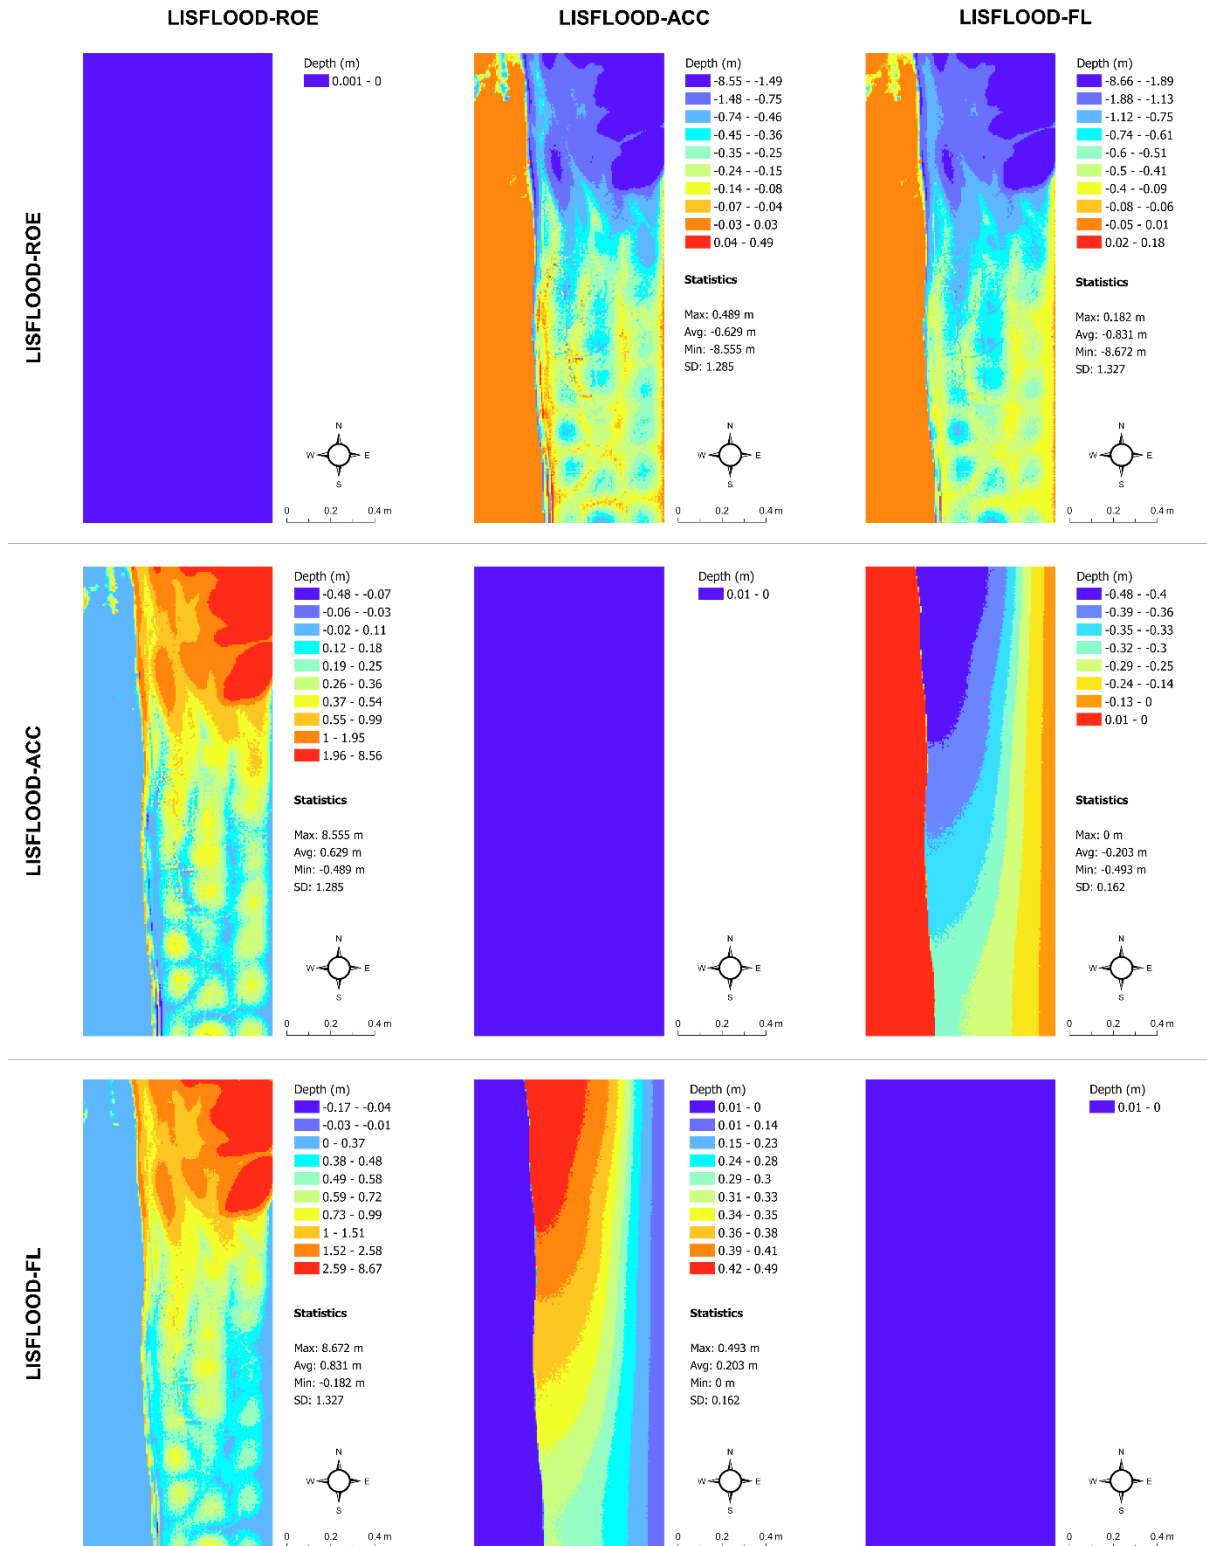 LISFLOOD-ROE
LISFLOOD-ACC
LISFLOOD-FL
LISFLOOD-ROE
Depth (m)
0.001 - 0
N
W E
S
0 0.2 0.4 m
Depth (m)
-8.55 - -1.49
-1.48 - -0.75
-0.74 - -0.46
-0.45 - -0.36
-0.35 - -0.25
-0.24 - -0.15
-0.14 - -0.08
-0.07 - -0.04
-0.03 - 0.03
0.04 - 0.49
Statistics
Max: 0.489 m
Avg: -0.629 m
Min: -8.555 m
SD: 1.285
N
W E
S
0 0.2 0.4 m
Depth (m)
-8.66 - -1.89
-1.88 - -1.13
-1.12 - -0.75
-0.74 - -0.61
-0.6 - -0.51
-0.5 - -0.41
-0.4 - -0.09
-0.08 - -0.06
-0.05 - 0.01
0.02 - 0.18
Statistics
Max: 0.182 m
Avg: -0.831 m
Min: -8.672 m
SD: 1.327
N
W E
S
0 0.2 0.4 m
LISFLOOD-ACC
Depth (m)
-0.48 - -0.07
-0.06 - -0.03
-0.02 - 0.11
0.12 - 0.18
0.19 - 0.25
0.26 - 0.36
0.37 - 0.54
0.55 - 0.99
1 - 1.95
1.96 - 8.56
Statistics
Max: 8.555 m
Avg: 0.629 m
Min: -0.489 m
SD: 1.285
N
W E
S
0 0.2 0.4 m
Depth (m)
0.01 - 0
N
W E
S
0 0.2 0.4 m
Depth (m)
-0.48 - -0.4
-0.39 - -0.36
-0.35 - -0.33
-0.32 - -0.3
-0.29 - -0.25
-0.24 - -0.14
-0.13 - 0
0.01 - 0
Statistics
Max: 0 m
Avg: -0.203 m
Min: -0.493 m
SD: 0.162
N
W E
S
0 0.2 0.4 m
LISFLOOD-FL
Depth (m)
-0.17 - -0.04
-0.03 - -0.01
0 - 0.37
0.38 - 0.48
0.49 - 0.58
0.59 - 0.72
0.73 - 0.99
1 - 1.51
1.52 - 2.58
2.59 - 8.67
Statistics
Max: 8.672 m
Avg: 0.831 m
Min: -0.182 m
SD: 1.327
N
W E
S
0 0.2 0.4 m
Depth (m)
0.01 - 0
0.01 - 0.14
0.15 - 0.23
0.24 - 0.28
0.29 - 0.3
0.31 - 0.33
0.34 - 0.35
0.36 - 0.38
0.39 - 0.41
0.42 - 0.49
Statistics
Max: 0.493 m
Avg: 0.203 m
Min: 0 m
SD: 0.162
N
W E
S
0 0.2 0.4 m
Depth (m)
0.01 - 0
N
W E
S
0 0.2 0.4 m